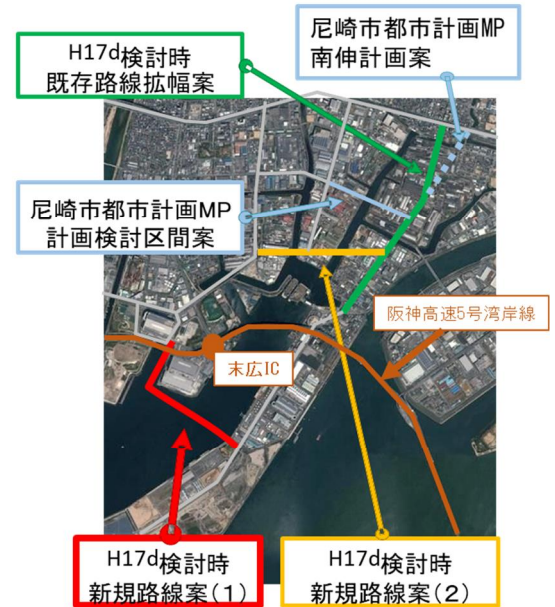 H17d検討時
既存路線拡幅案
尼崎市都市計画MP
南伸計画案
尼崎市都市計画MP
計画検討区間案
阪神高速5号湾岸線
末広IC
H17d検討時
新規路線案(1)
H17d検討時
新規路線案(2)